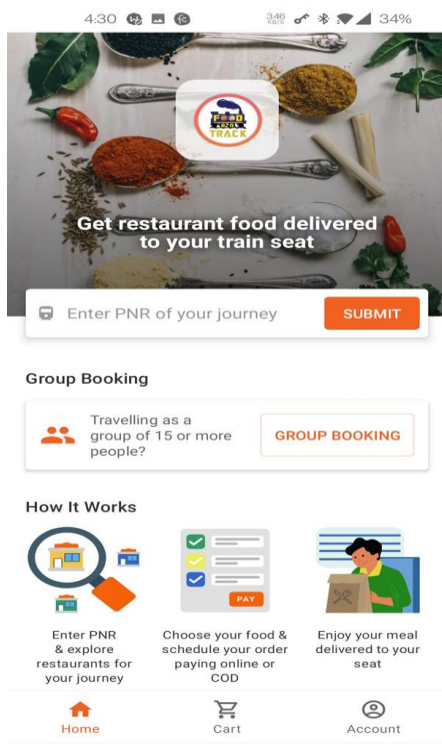 4:30
3.46
KB/S
34%
FOOD
TRACK
Get restaurant food delivered
to your train seat
Enter PNR of your journey
SUBMIT
Group Booking
Travelling as a
group of 15 or more
people?
GROUP BOOKING
How It Works
PAY
Enter PNR
& explore
restaurants for
your journey
Choose your food &
schedule your order
paying online or
COD
Enjoy your meal
delivered to your
seat
Home
Cart
Account